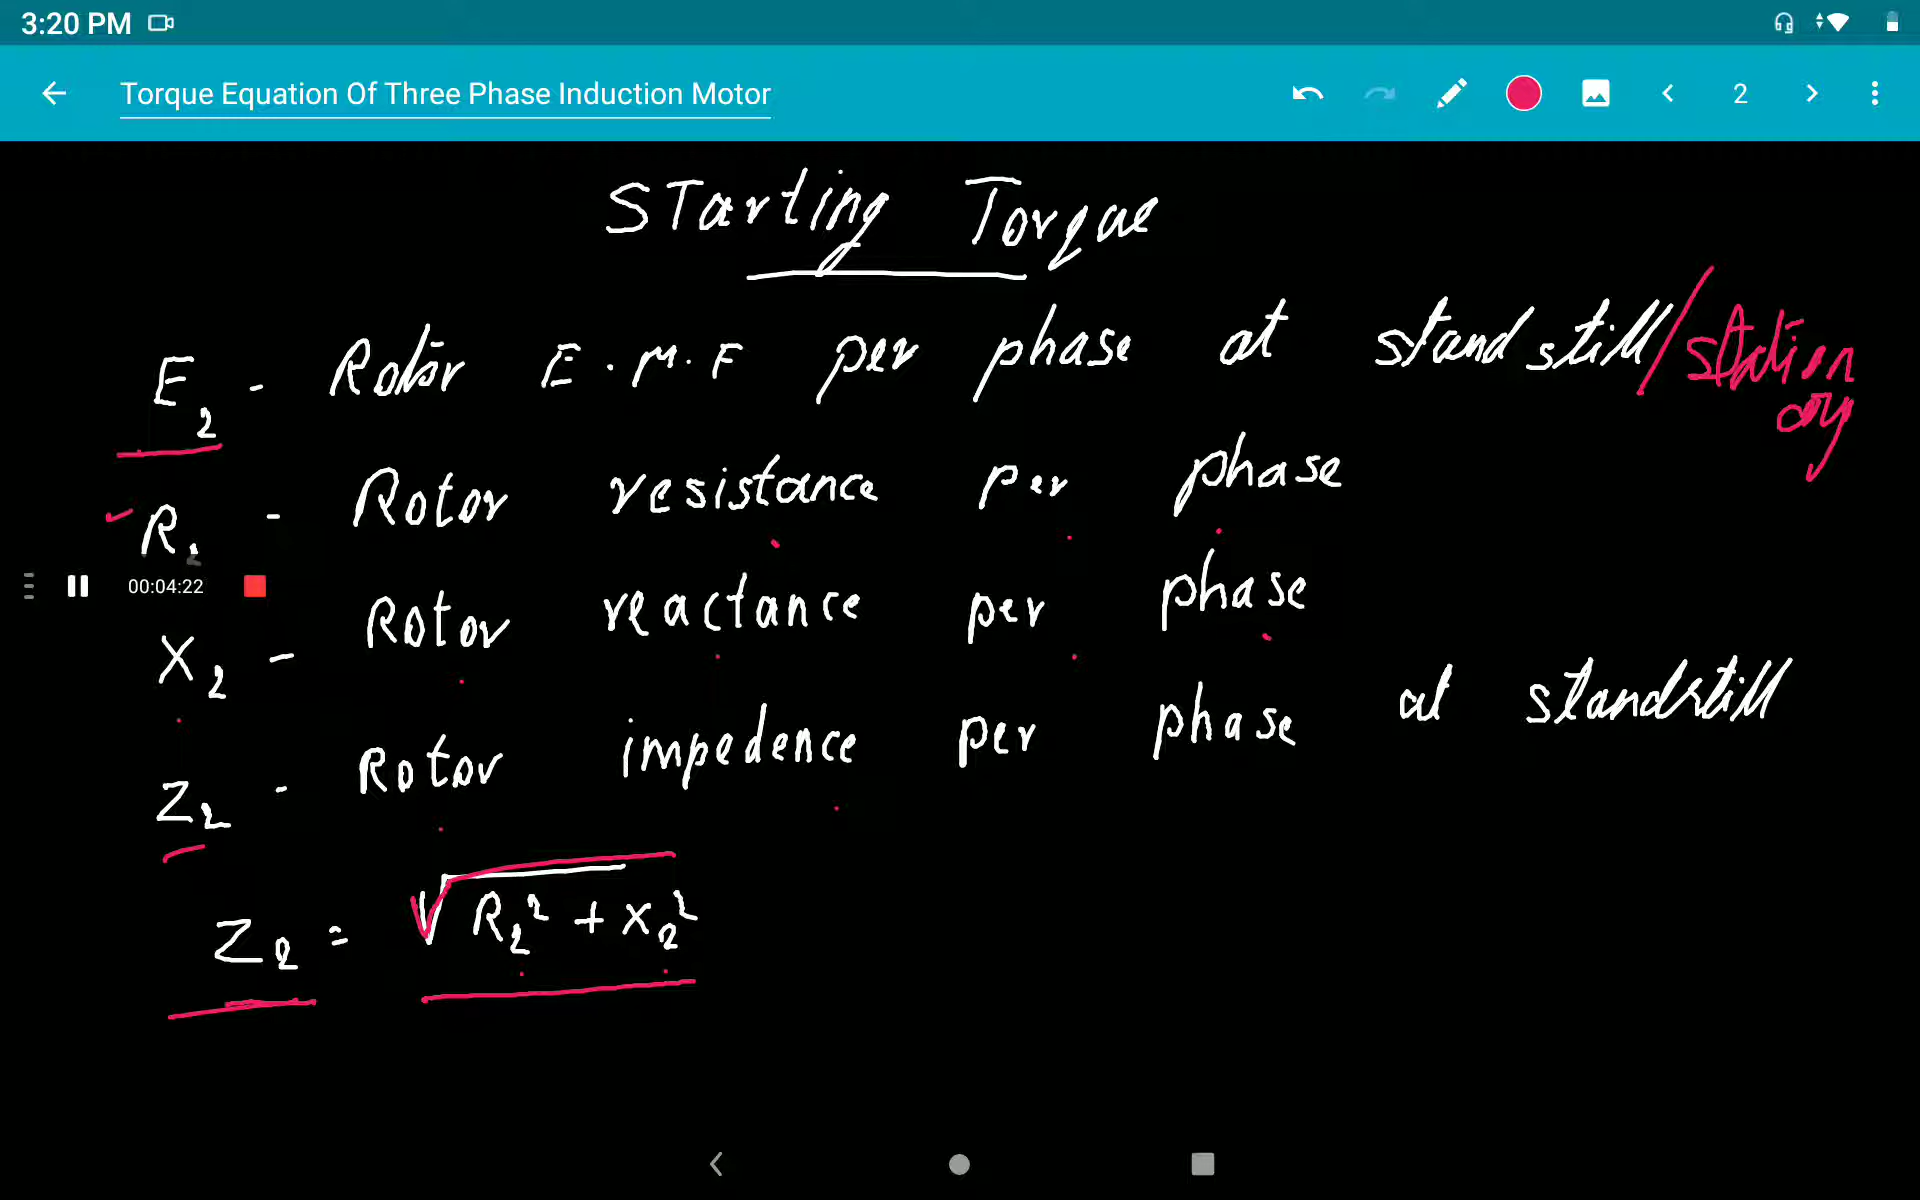 3:20 PM
Torque Equation Of Three Phase Induction Motor
2
Starting Torque
E₂ - Rotor E.M.F per phase at stand still/stationary
R₂ - Rotor resistance per phase
00:04:22
X₂ - Rotor reactance per phase
Z₂ - Rotor impedence per phase at standstill
Z₂ = √R₂² + X₂²